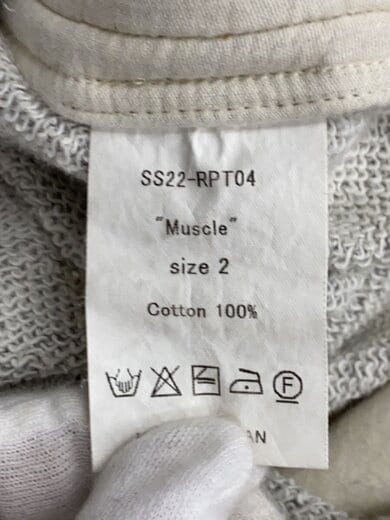 SS22-RPT04
"Muscle"
size 2
Cotton 100%
F